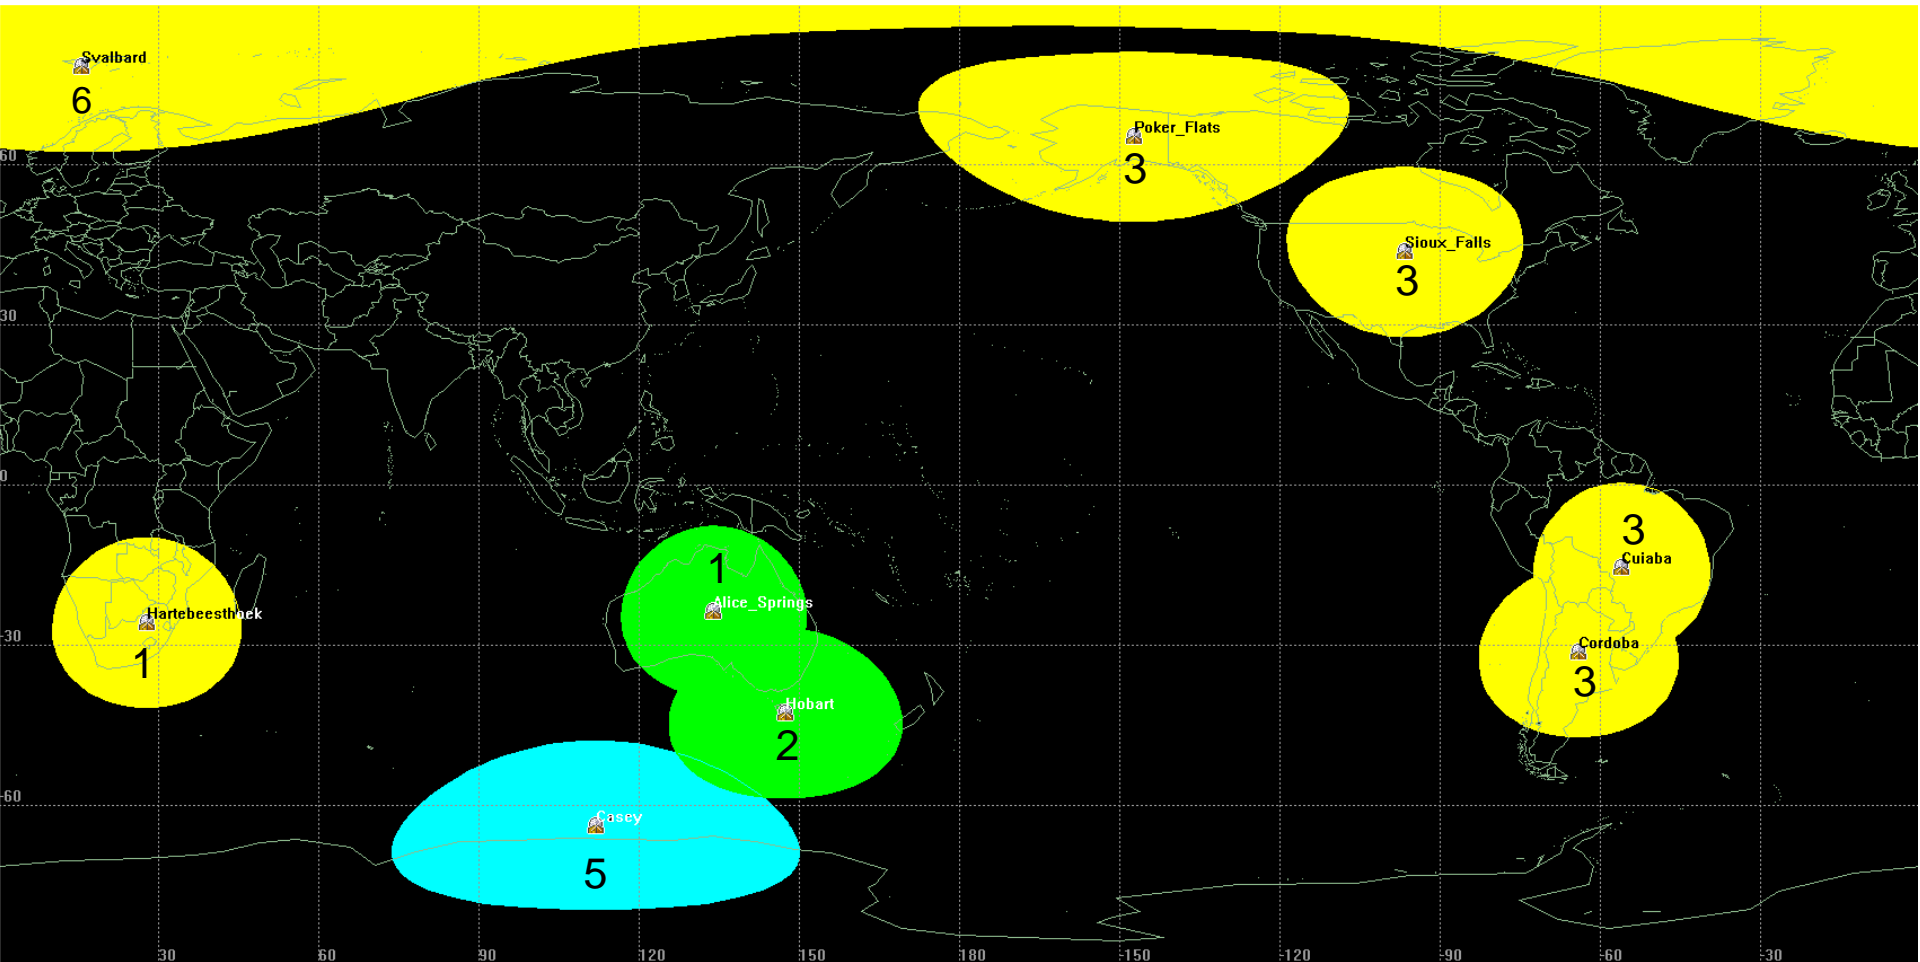 Svalbard
6
Poker_Flats
3
60
Sioux_Falls
3
30
0
3
Cuiaba
1
Alice_Springs
Hartebeesthoek
1
-30
Cordoba
3
Hobart
2
-60
Casey
5
30
60
90
120
150
180
-150
-120
-90
-60
-30